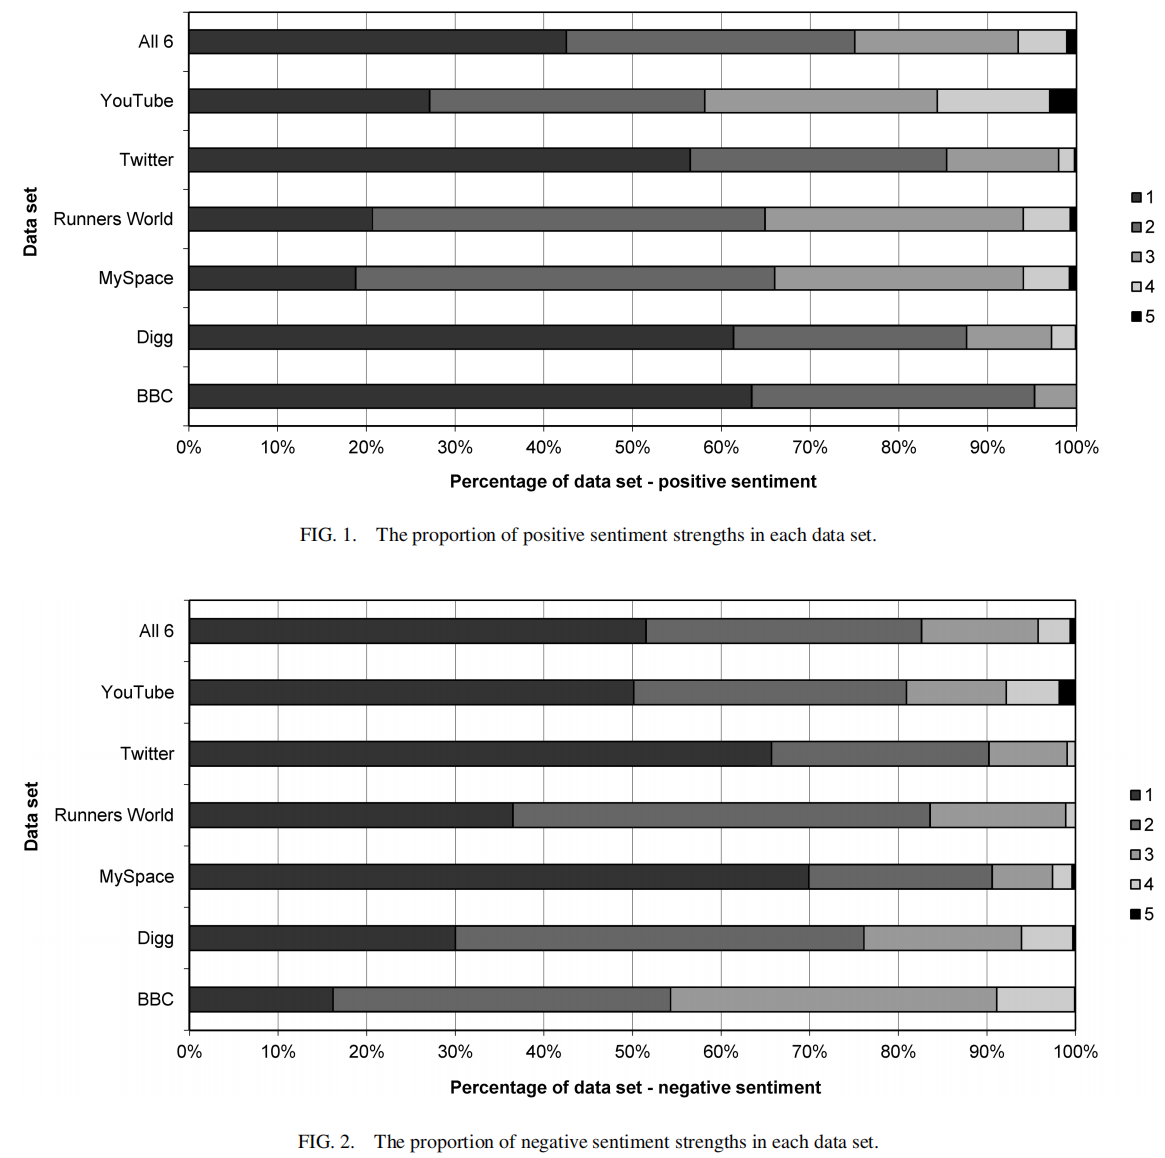 All 6
YouTube
Twitter
Runners World
MySpace
Digg
BBC
Data set
0% 10% 20% 30% 40% 50% 60% 70% 80% 90% 100%
Percentage of data set - positive sentiment
1
2
3
4
5
FIG. 1. The proportion of positive sentiment strengths in each data set.
All 6
YouTube
Twitter
Runners World
MySpace
Digg
BBC
Data set
0% 10% 20% 30% 40% 50% 60% 70% 80% 90% 100%
Percentage of data set - negative sentiment
1
2
3
4
5
FIG. 2. The proportion of negative sentiment strengths in each data set.